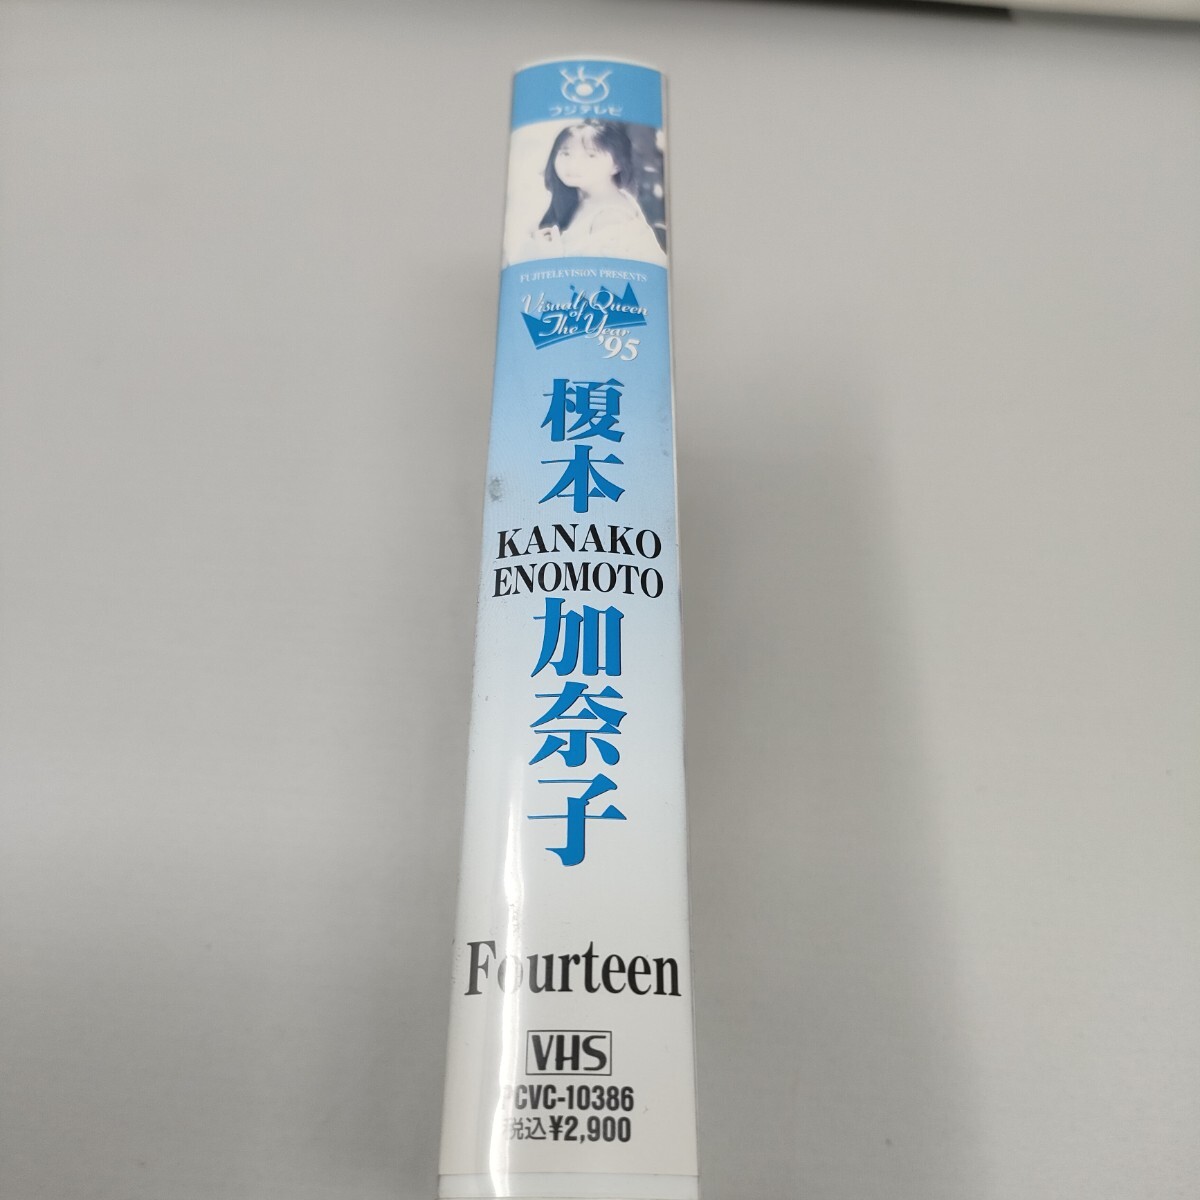 フジテレビ
FUJITELEVISION PRESENTS
Visual Queen
of
The Year
'95
榎本
KANAKO
ENOMOTO
加奈子
Fourteen
VHS
PCVC-10386
税込¥2,900